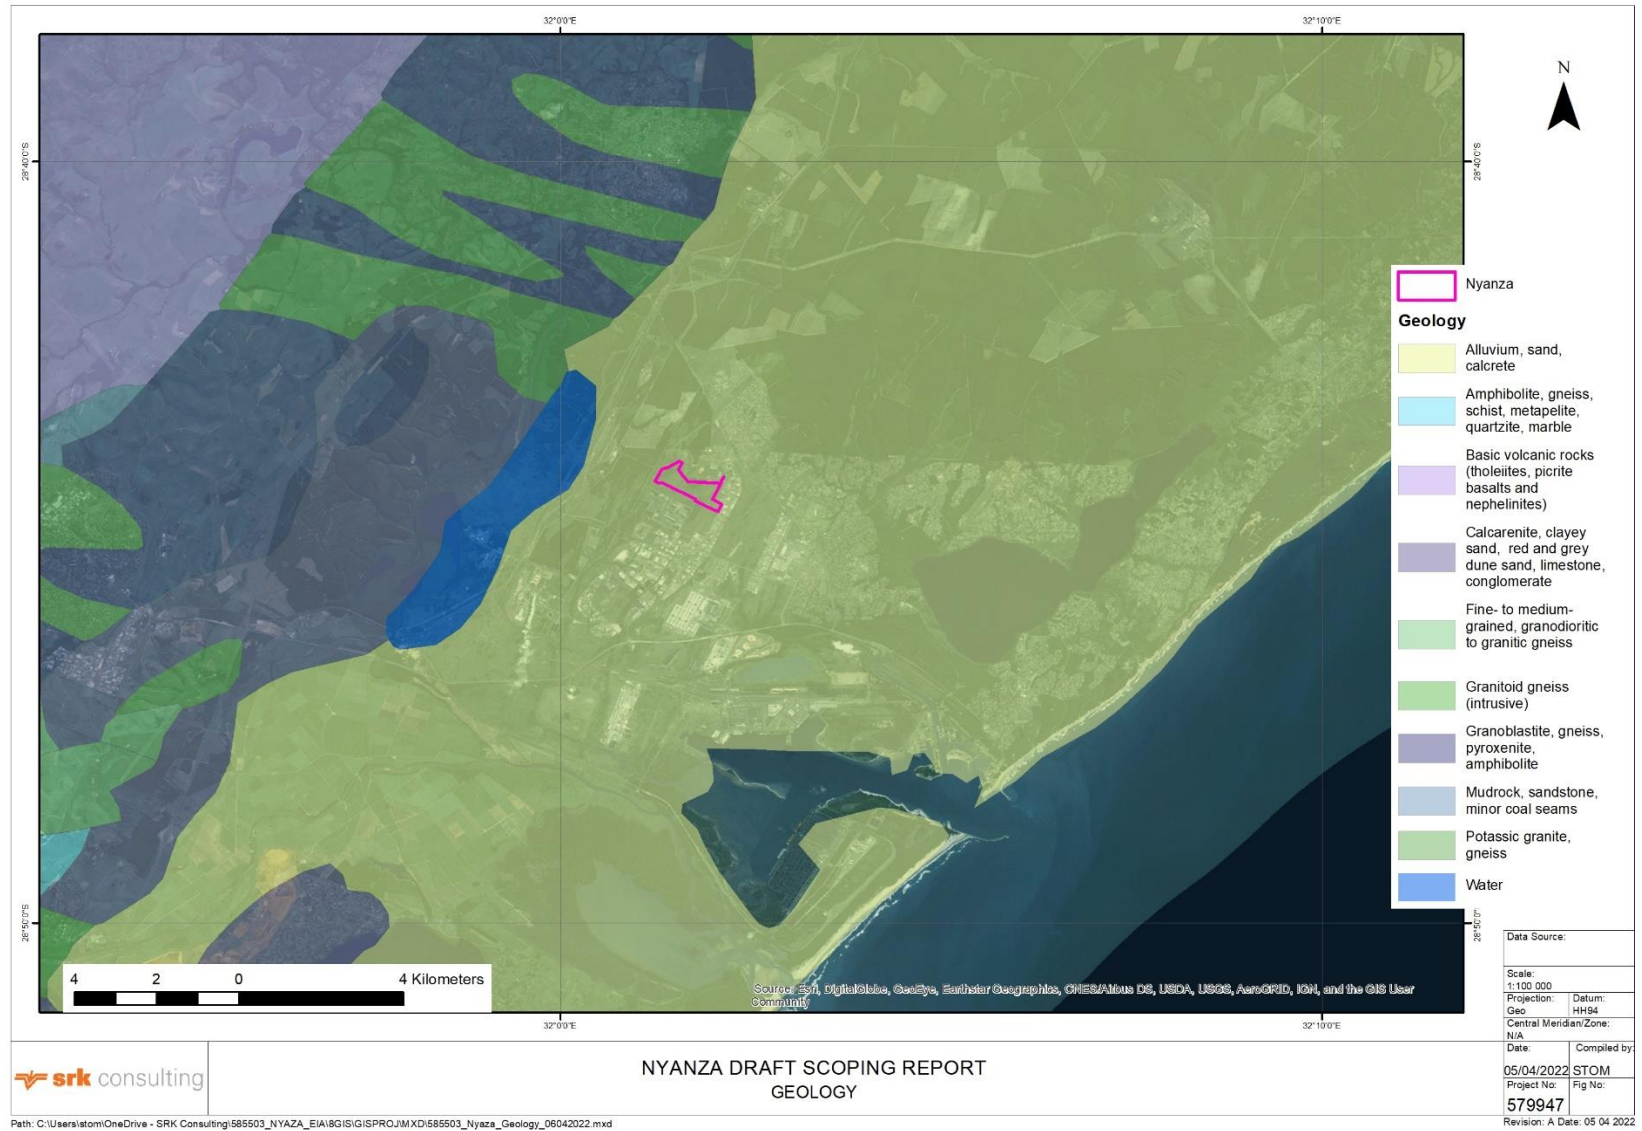 32°0'0"E
32°10'0"E
N
28°40'0"S
28°40'0"S
Nyanza
Geology
Alluvium, sand,
calcrete
Amphibolite, gneiss,
schist, metapelite,
quartzite, marble
Basic volcanic rocks
(tholeiites, picrite
basalts and
nephelinites)
Calcarenite, clayey
sand, red and grey
dune sand, limestone,
conglomerate
Fine- to medium-
grained, granodioritic
to granitic gneiss
Granitoid gneiss
(intrusive)
Granoblastite, gneiss,
pyroxenite,
amphibolite
Mudrock, sandstone,
minor coal seams
Potassic granite,
gneiss
Water
28°50'0"S
28°50'0"
4 2 0 4 Kilometers
Source: Esri, DigitalGlobe, GeoEye, Earthstar Geographics, CNES/Airbus DS, USDA, USGS, AeroGRID, IGN, and the GIS User
Community
32°0'0"E
32°10'0"E
Data Source:
Scale:
1:100 000
Projection: Datum:
Geo HH94
Central Meridian/Zone:
N/A
Date: Compiled by:
05/04/2022 STOM
Project No: Fig No:
579947
srk consulting
NYANZA DRAFT SCOPING REPORT
GEOLOGY
Path: C:\Users\stom\OneDrive - SRK Consulting\585503_NYAZA_EIA\8GIS\GISPROJ\MXD\585503_Nyaza_Geology_06042022.mxd
Revision: A Date: 05 04 2022